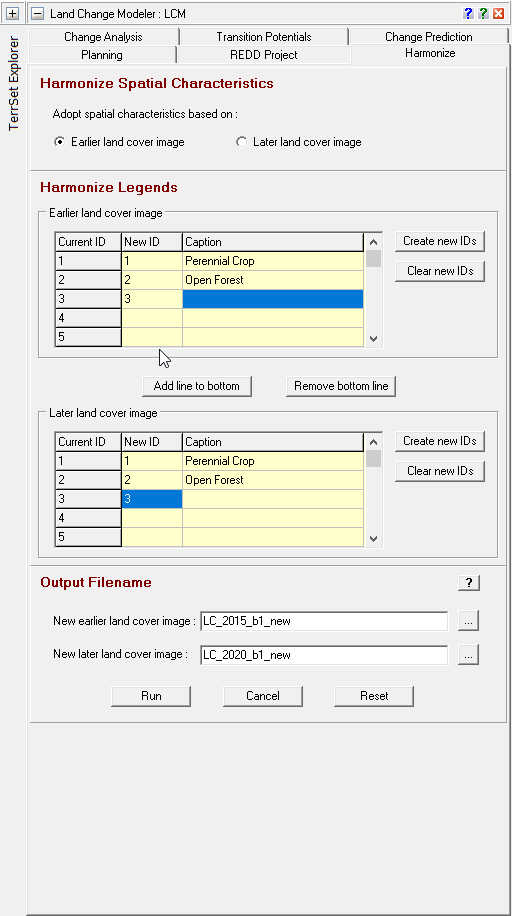 Land Change Modeler : LCM
TerrSet Explorer
Change Analysis Transition Potentials Change Prediction
Planning REDD Project Harmonize
Harmonize Spatial Characteristics
Adopt spatial characteristics based on :
Earlier land cover image Later land cover image
Harmonize Legends
Earlier land cover image
Current ID New ID Caption
1 1 Perennial Crop
2 2 Open Forest
3 3
4
5
Create new IDs
Clear new IDs
Add line to bottom Remove bottom line
Later land cover image
Current ID New ID Caption
1 1 Perennial Crop
2 2 Open Forest
3 3
4
5
Create new IDs
Clear new IDs
Output Filename ?
New earlier land cover image : LC_2015_b1_new ...
New later land cover image : LC_2020_b1_new ...
Run Cancel Reset